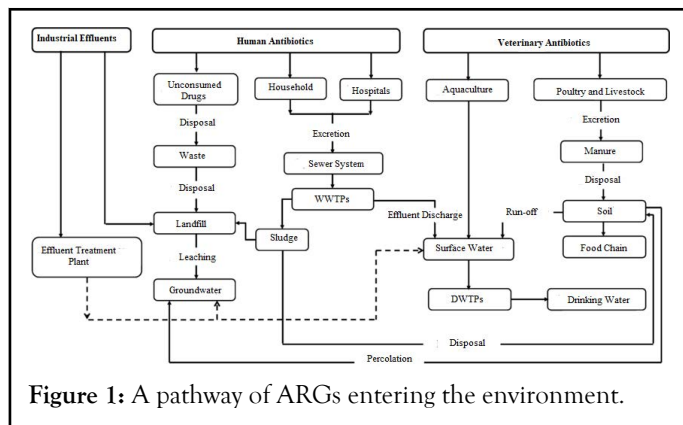 Industrial Effluents
Human Antibiotics
Veterinary Antibiotics
Unconsumed
Drugs
Household
Hospitals
Aquaculture
Poultry and Livestock
Disposal
Excretion
Excretion
Waste
Sewer System
Manure
Disposal
Disposal
WWTPs
Landfill
Sludge
Effluent Discharge
Run-off
Soil
Effluent Treatment
Plant
Leaching
Surface Water
Food Chain
Groundwater
DWTPs
Drinking Water
Disposal
Percolation
Figure 1: A pathway of ARGs entering the environment.